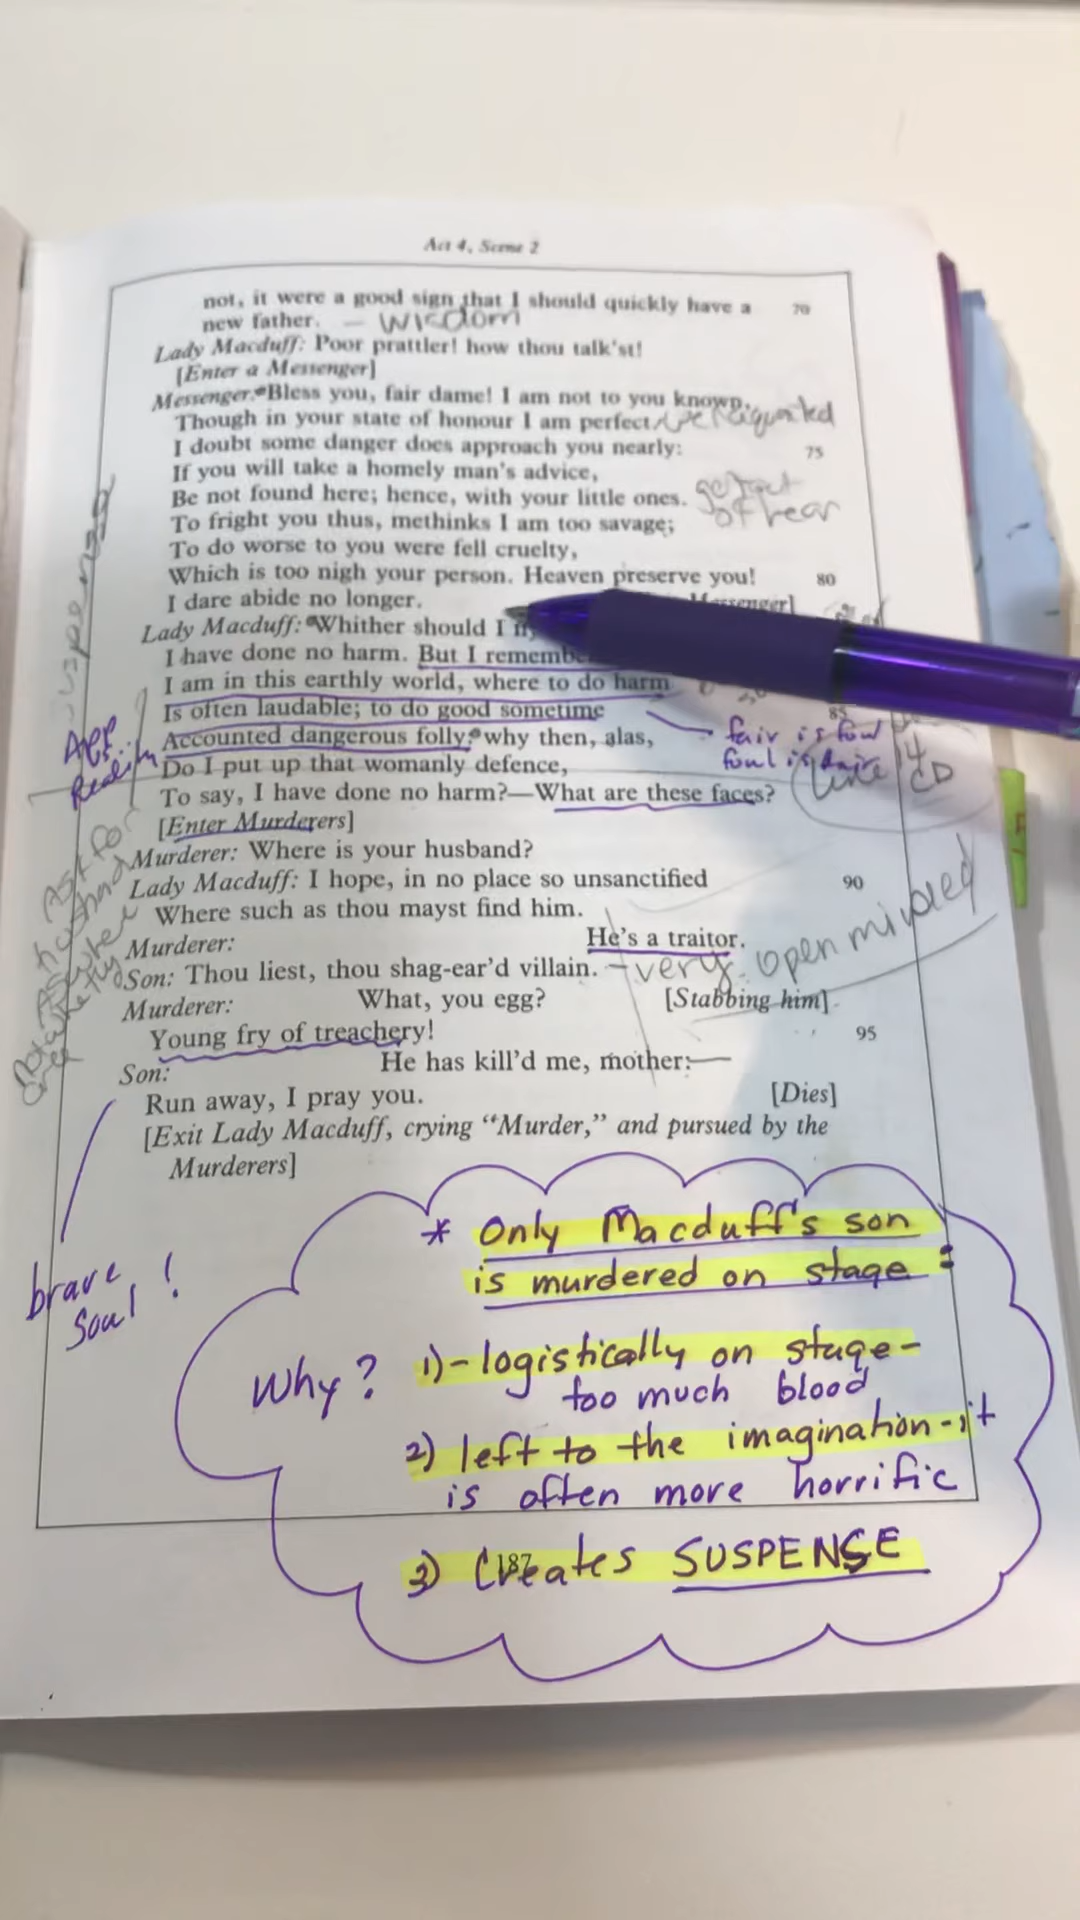 Act 4, Scene 2
not, it were a good sign that I should quickly have a 70
new father. – wisdom
Lady Macduff: Poor prattler! how thou talk'st!
[Enter a Messenger]
Messenger: Bless you, fair dame! I am not to you known,
Though in your state of honour I am perfect
I doubt some danger does approach you nearly: 75
If you will take a homely man's advice,
Be not found here; hence, with your little ones. get out
of hear
To fright you thus, methinks I am too savage;
To do worse to you were fell cruelty,
Which is too nigh your person. Heaven preserve you! 80
I dare abide no longer.
Lady Macduff: Whither should I
I have done no harm. But I
I am in this earthly world, where to do harm
Is often laudable; to do good sometime 85
Accounted dangerous folly; why then, alas,
fair is foul
foul is fair
App
Reality
Do I put up that womanly defence,
To say, I have done no harm?—What are these faces?
[Enter Murderers]
Murderer: Where is your husband?
Lady Macduff: I hope, in no place so unsanctified 90
Where such as thou mayst find him.
Murderer: He's a traitor.
Son: Thou liest, thou shag-ear'd villain. – very open minded
Murderer: What, you egg? [Stabbing him]
Young fry of treachery! 95
Son: He has kill'd me, mother:—
Run away, I pray you. [Dies]
[Exit Lady Macduff, crying "Murder," and pursued by the
Murderers]
brave
soul!
* Only Macduff's son
is murdered on stage:
Why? 1)- logistically on stage-
too much blood
2) left to the imagination - it
is often more horrific
3) Creates SUSPENSE
187